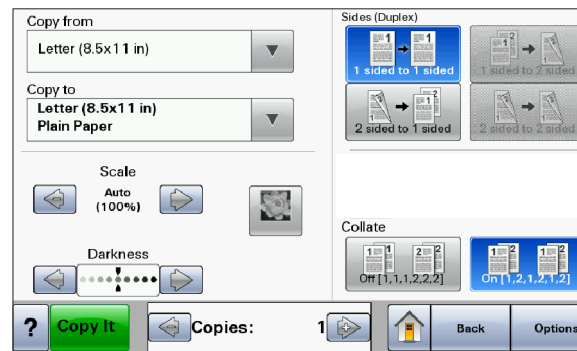 Copy from
Letter (8.5x11 in)
Copy to
Letter (8.5x11 in)
Plain Paper
Scale
Auto
(100%)
Darkness
Sides (Duplex)
1 sided to 1 sided
1 sided to 2 sided
2 sided to 1 sided
2 sided to 2 sided
Collate
Off [1,1,1,2,2,2]
On [1,2,1,2,1,2]
?
Copy It
Copies:
1
Back
Options